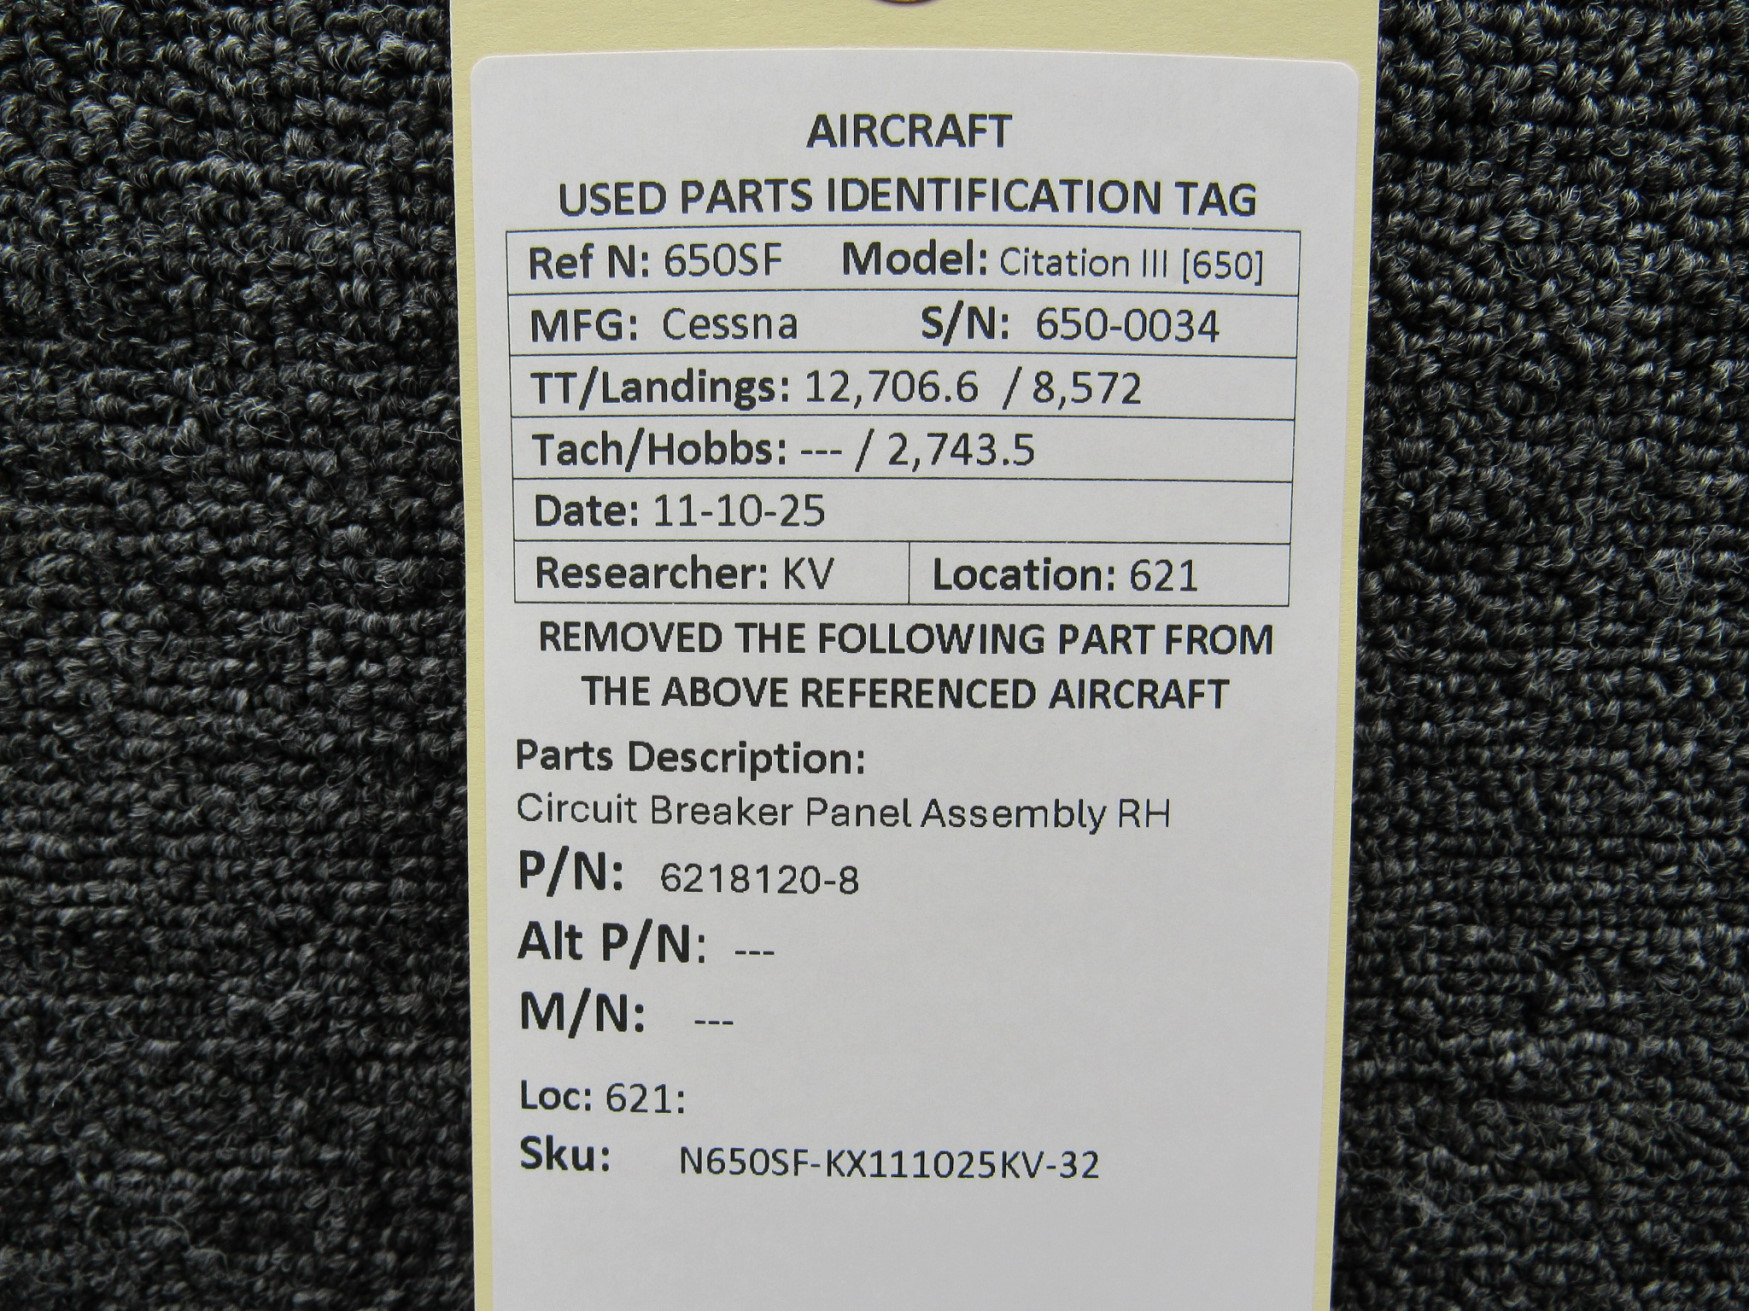 AIRCRAFT
USED PARTS IDENTIFICATION TAG
Ref N: 650SF Model: Citation III [650]
MFG: Cessna S/N: 650-0034
TT/Landings: 12,706.6 / 8,572
Tach/Hobbs: --- / 2,743.5
Date: 11-10-25
Researcher: KV Location: 621
REMOVED THE FOLLOWING PART FROM
THE ABOVE REFERENCED AIRCRAFT
Parts Description:
Circuit Breaker Panel Assembly RH
P/N: 6218120-8
Alt P/N: ---
M/N: ---
Loc: 621:
Sku: N650SF-KX111025KV-32